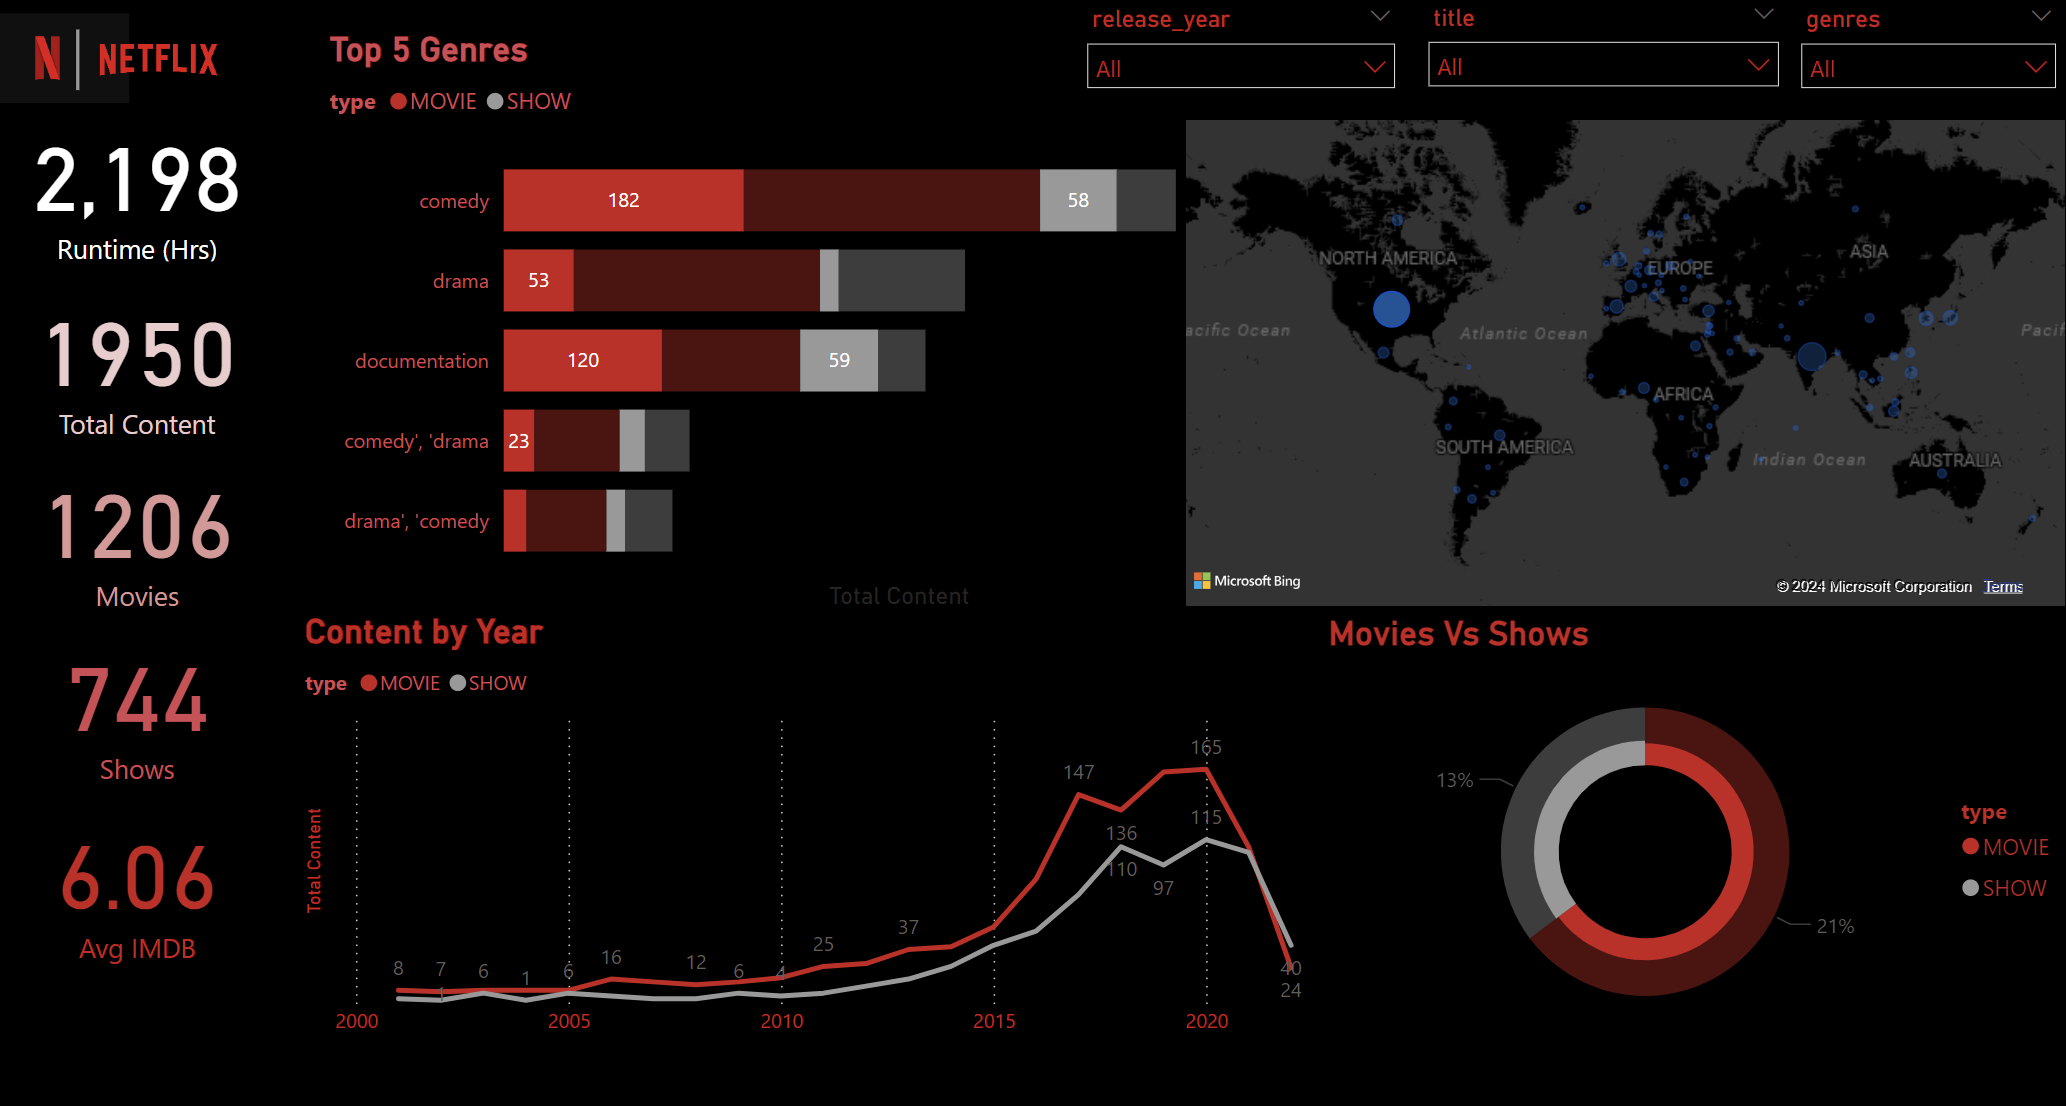 N | NETFLIX
2,198
Runtime (Hrs)
1950
Total Content
1206
Movies
744
Shows
6.06
Avg IMDB
Top 5 Genres
type MOVIE SHOW
comedy 182 58
drama 53
documentation 120 59
comedy', 'drama 23
drama', 'comedy
Total Content
release_year
All
title
All
genres
All
NORTH AMERICA
EUROPE
ASIA
acific Ocean
Atlantic Ocean
Pacif
AFRICA
SOUTH AMERICA
Indian Ocean
AUSTRALIA
Microsoft Bing
© 2024 Microsoft Corporation Terms
Content by Year
type MOVIE SHOW
Total Content
165
147
115
136
110
97
37
25
16
12
8 7 6 1 6 6 4
1
40
24
2000 2005 2010 2015 2020
Movies Vs Shows
13%
21%
type
MOVIE
SHOW